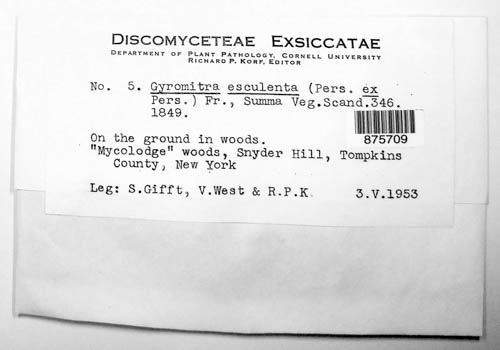 DISCOMYCETEAE EXSICCATAE
DEPARTMENT OF PLANT PATHOLOGY, CORNELL UNIVERSITY
RICHARD P. KORF, EDITOR
No. 5. Gyromitra esculenta (Pers. ex
Pers.) Fr., Summa Veg.Scand.346.
1849.
875709
On the ground in woods.
"Mycolodge" woods, Snyder Hill, Tompkins
County, New York
Leg: S.Gifft, V.West & R.P.K. 3.V.1953